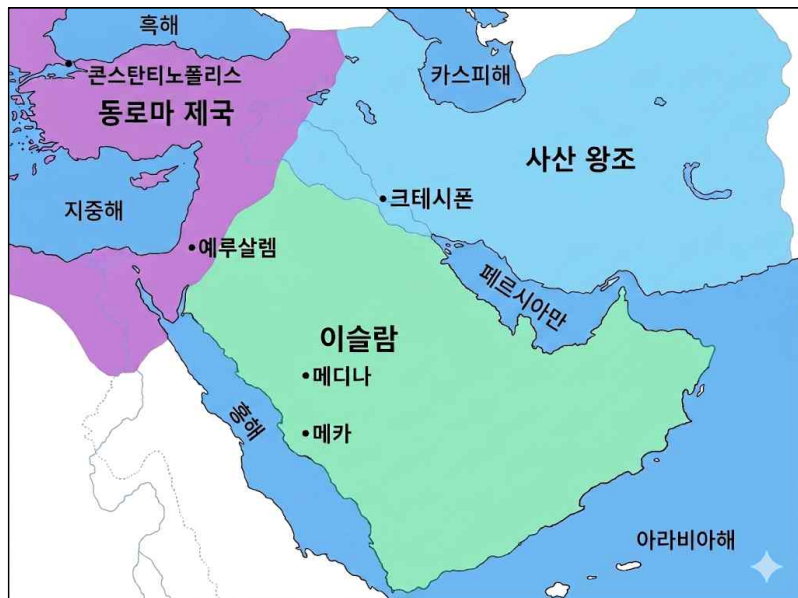 흑해
콘스탄티노폴리스
동로마 제국
카스피해
사산 왕조
크테시폰
지중해
예루살렘
페르시아만
이슬람
메디나
홍해
메카
아라비아해